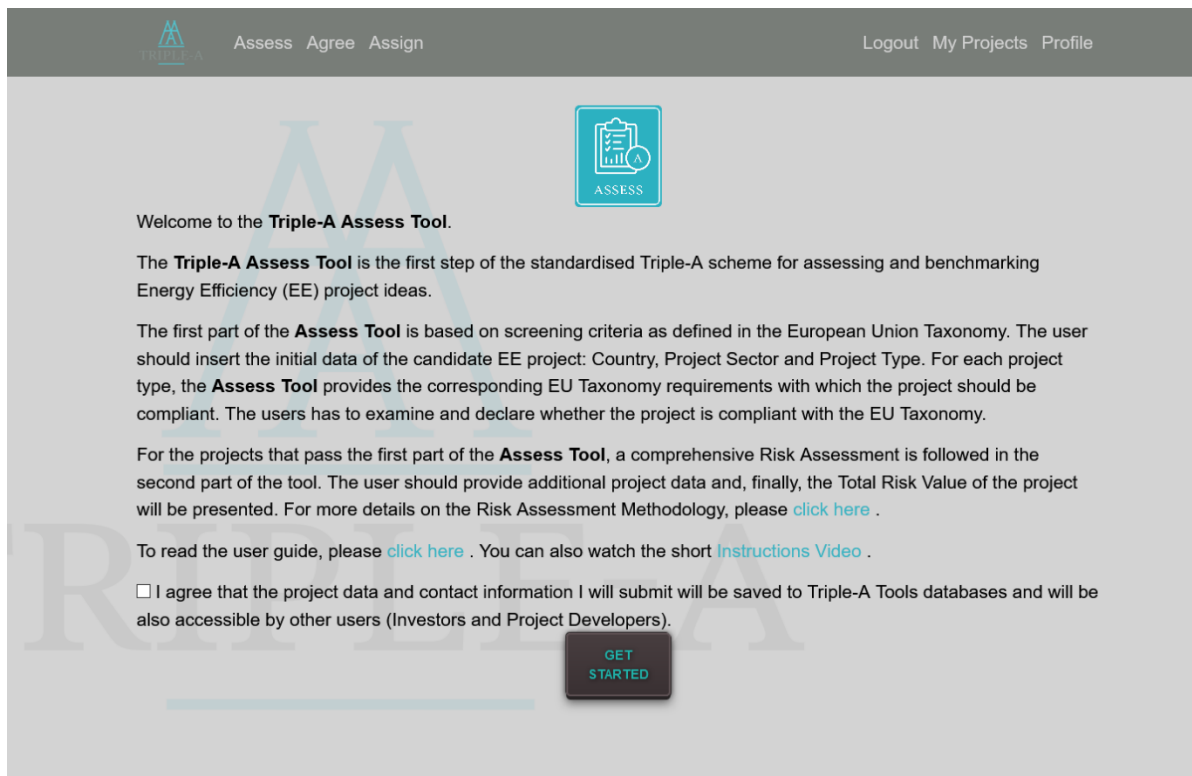 TRIPLE-A
Assess Agree Assign
Logout My Projects Profile
A
ASSESS
Welcome to the Triple-A Assess Tool.
The Triple-A Assess Tool is the first step of the standardised Triple-A scheme for assessing and benchmarking
Energy Efficiency (EE) project ideas.
The first part of the Assess Tool is based on screening criteria as defined in the European Union Taxonomy. The user
should insert the initial data of the candidate EE project: Country, Project Sector and Project Type. For each project
type, the Assess Tool provides the corresponding EU Taxonomy requirements with which the project should be
compliant. The users has to examine and declare whether the project is compliant with the EU Taxonomy.
For the projects that pass the first part of the Assess Tool, a comprehensive Risk Assessment is followed in the
second part of the tool. The user should provide additional project data and, finally, the Total Risk Value of the project
will be presented. For more details on the Risk Assessment Methodology, please click here .
To read the user guide, please click here . You can also watch the short Instructions Video .
I agree that the project data and contact information I will submit will be saved to Triple-A Tools databases and will be
also accessible by other users (Investors and Project Developers).
TRIPLE-A
GET
STARTED